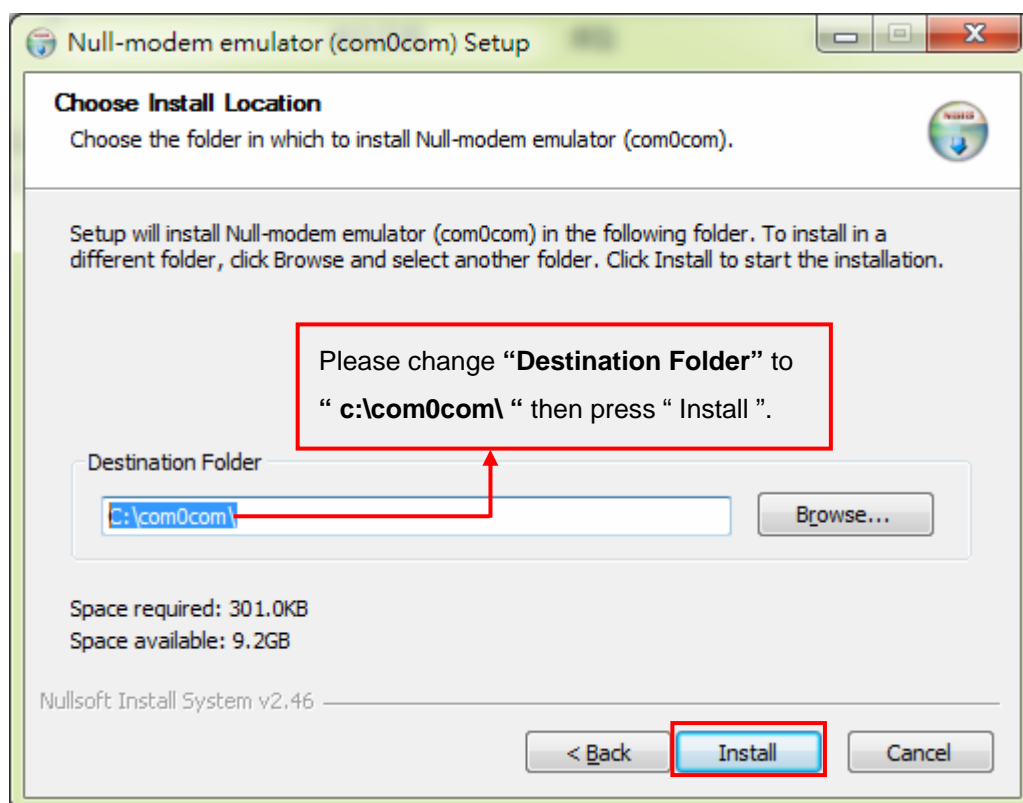 Null-modem emulator (com0com) Setup
Choose Install Location
Choose the folder in which to install Null-modem emulator (com0com).
Setup will install Null-modem emulator (com0com) in the following folder. To install in a
different folder, click Browse and select another folder. Click Install to start the installation.
Please change “Destination Folder” to
“ c:\com0com\ “ then press “ Install ”.
Destination Folder
C:\com0com\
Browse...
Space required: 301.0KB
Space available: 9.2GB
Nullsoft Install System v2.46
< Back
Install
Cancel